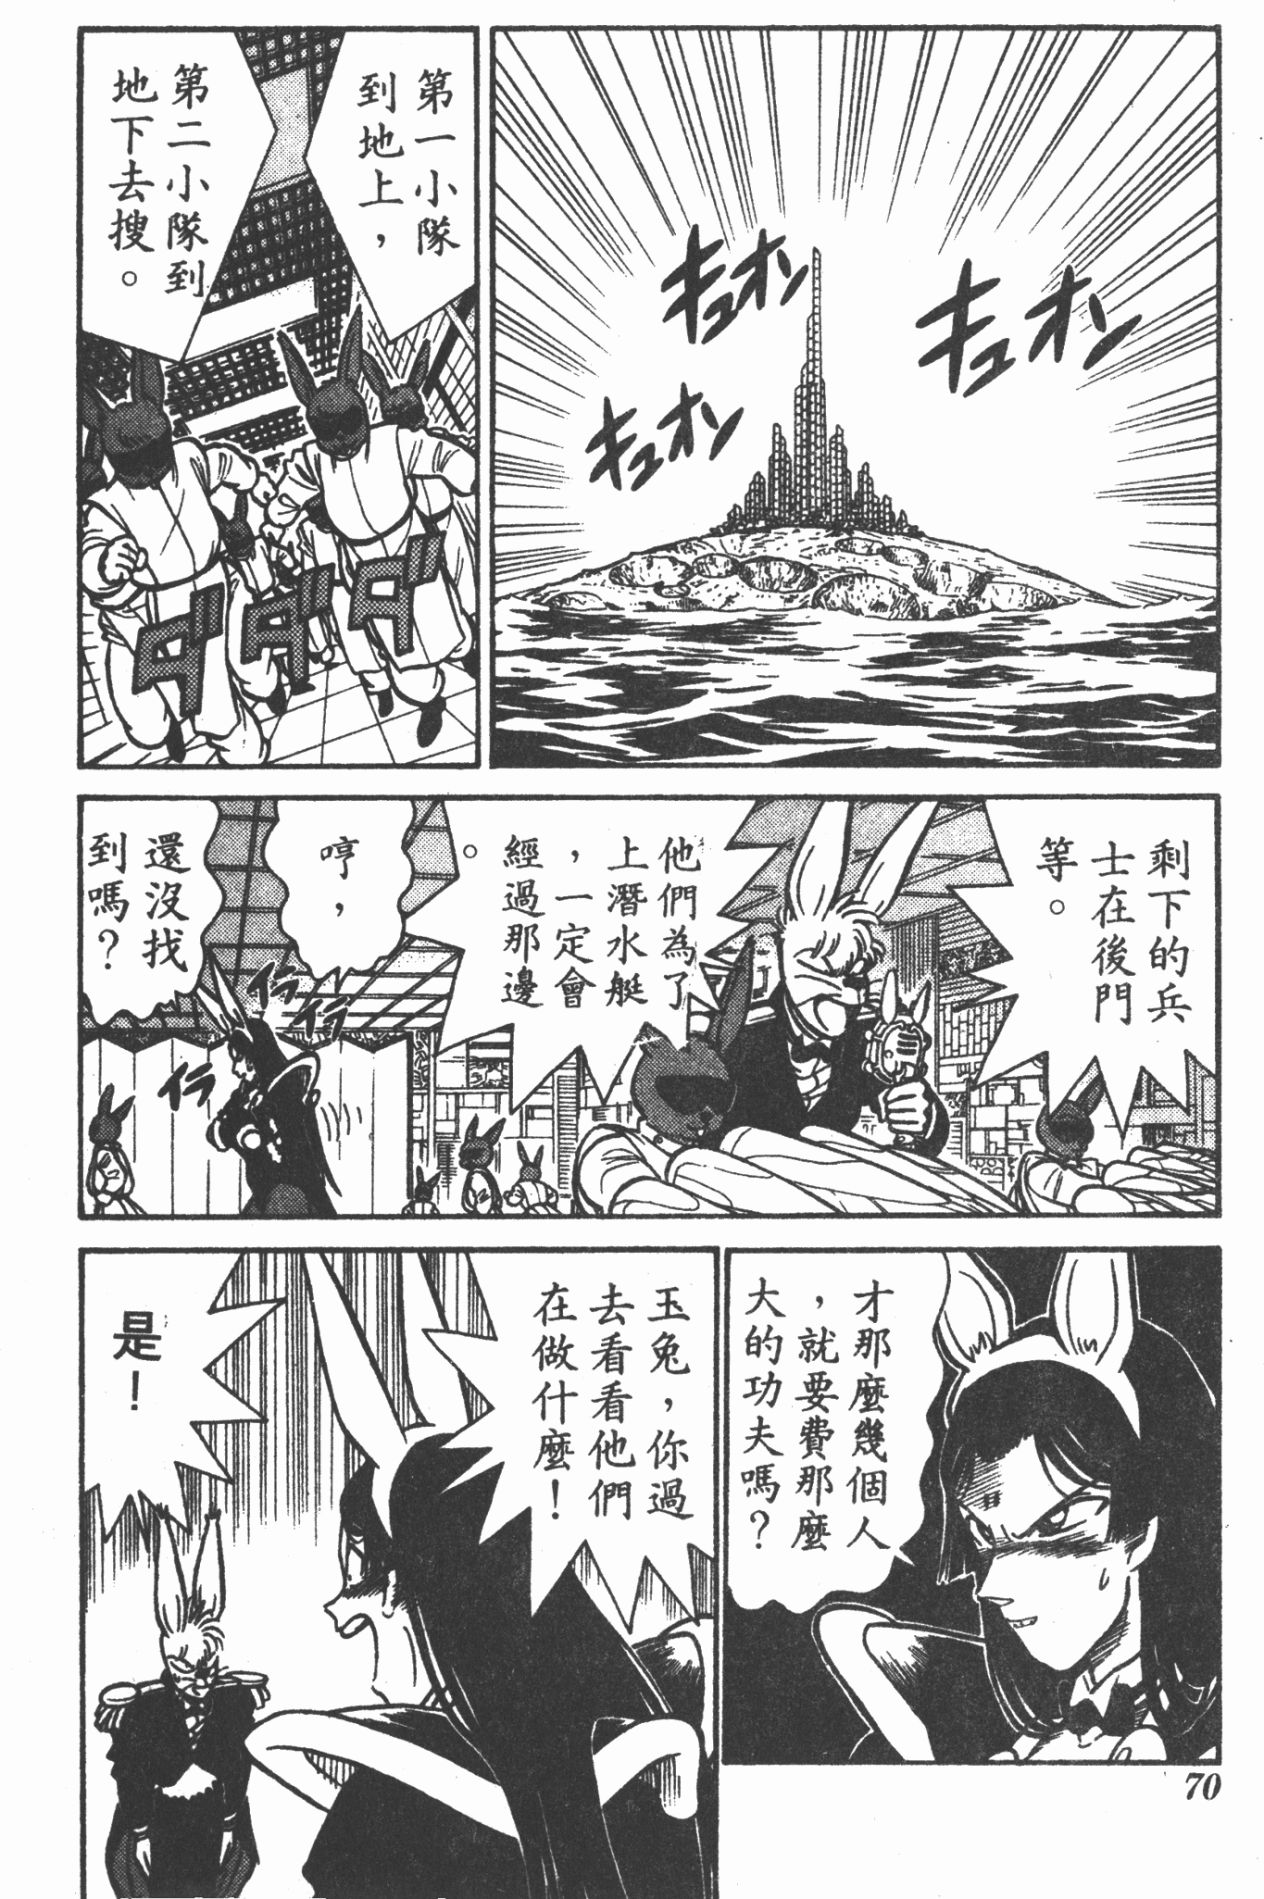 キュオン
キュオン
キュオン
第一小隊
到地上，
第二小隊到
地下去搜。
ダダダ
剩下的兵
士在後門
等。
他們為了
上潛水艇
，一定會
經過那邊
。
哼，
還沒找
到嗎？
イラ
イラ
イラ
才那麼幾個人
，就要費那麼
大的功夫嗎？
玉兔，你過
去看看他們
在做什麼！
是！
70